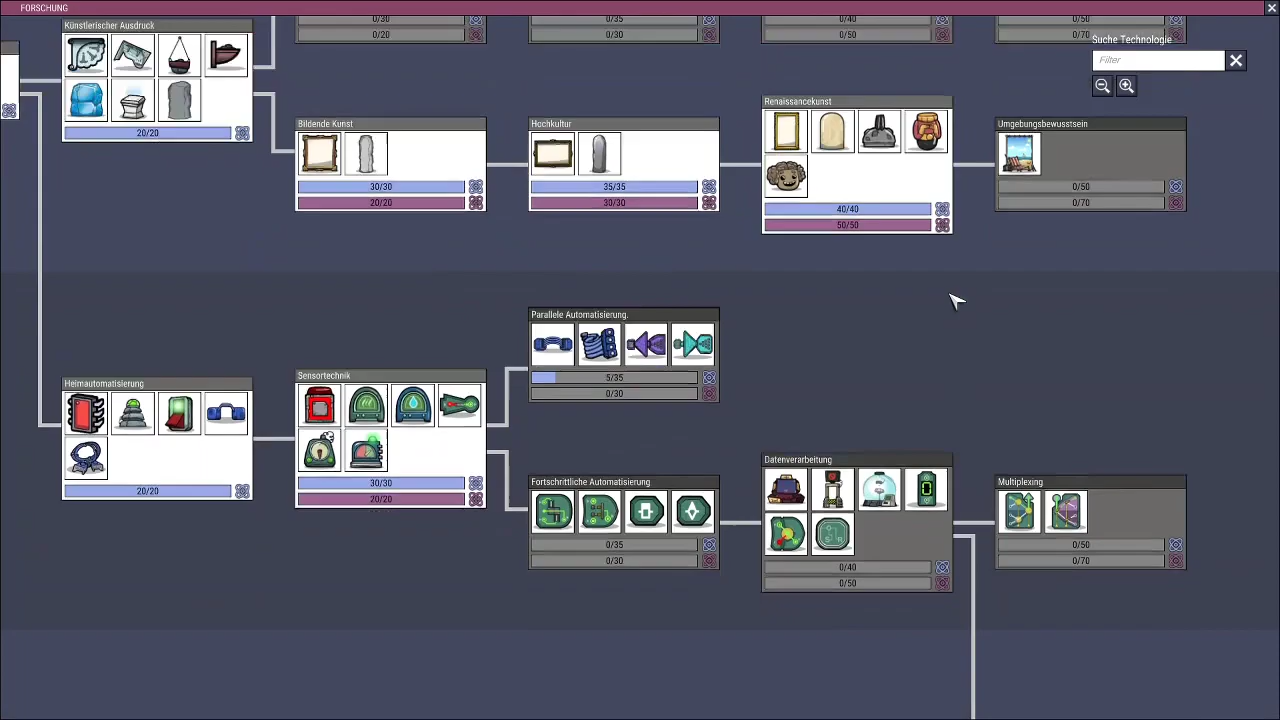 FORSCHUNG
Künstlerischer Ausdruck
0/30
0/35
0/40
0/50
0/20
0/30
0/50
0/70
Suche Technologie
Filter
20/20
Bildende Kunst
Hochkultur
Renaissancekunst
Umgebungsbewusstsein
30/30
35/35
0/50
20/20
30/30
0/70
40/40
50/50
Parallele Automatisierung.
5/35
0/30
Heimautomatisierung
Sensortechnik
20/20
30/30
20/20
Fortschrittliche Automatisierung
0/35
0/30
Datenverarbeitung
0
0/40
0/50
Multiplexing
0/50
0/70